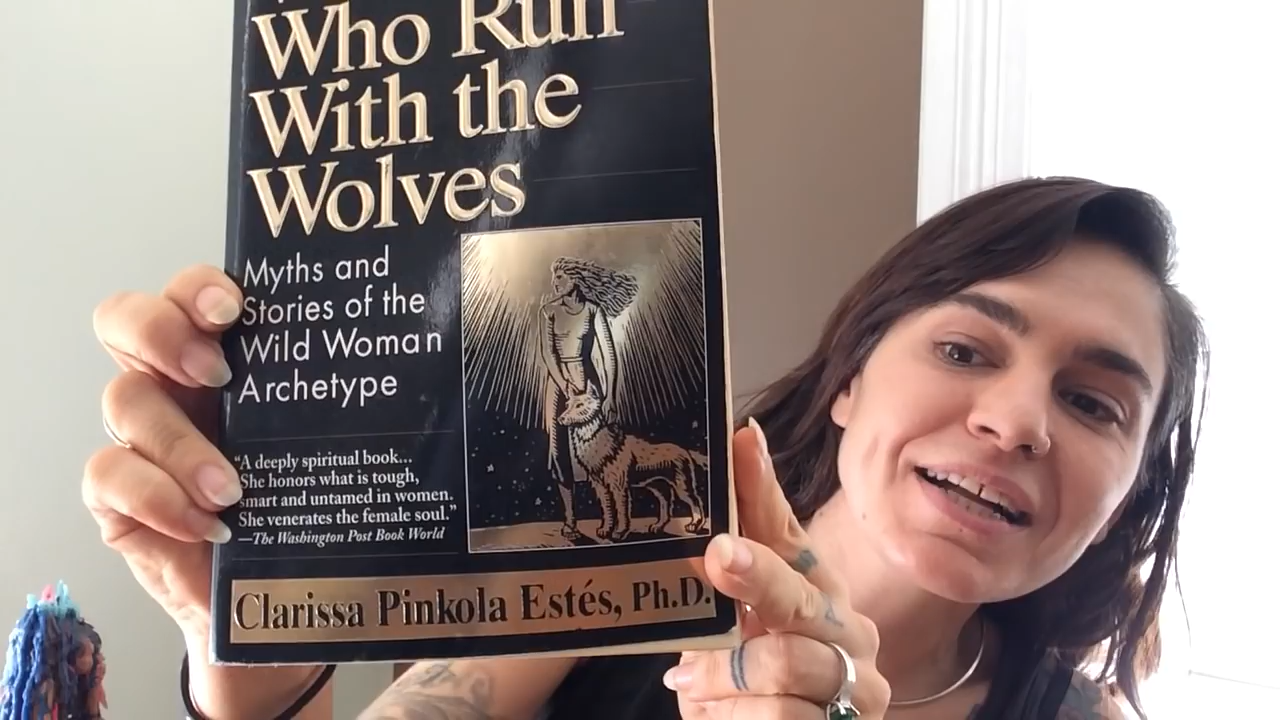 Who Run
With the
Wolves
Myths and
Stories of the
Wild Woman
Archetype
"A deeply spiritual book...
She honors what is tough,
smart and untamed in women.
She venerates the female soul."
—The Washington Post Book World
Clarissa Pinkola Estés, Ph.D.